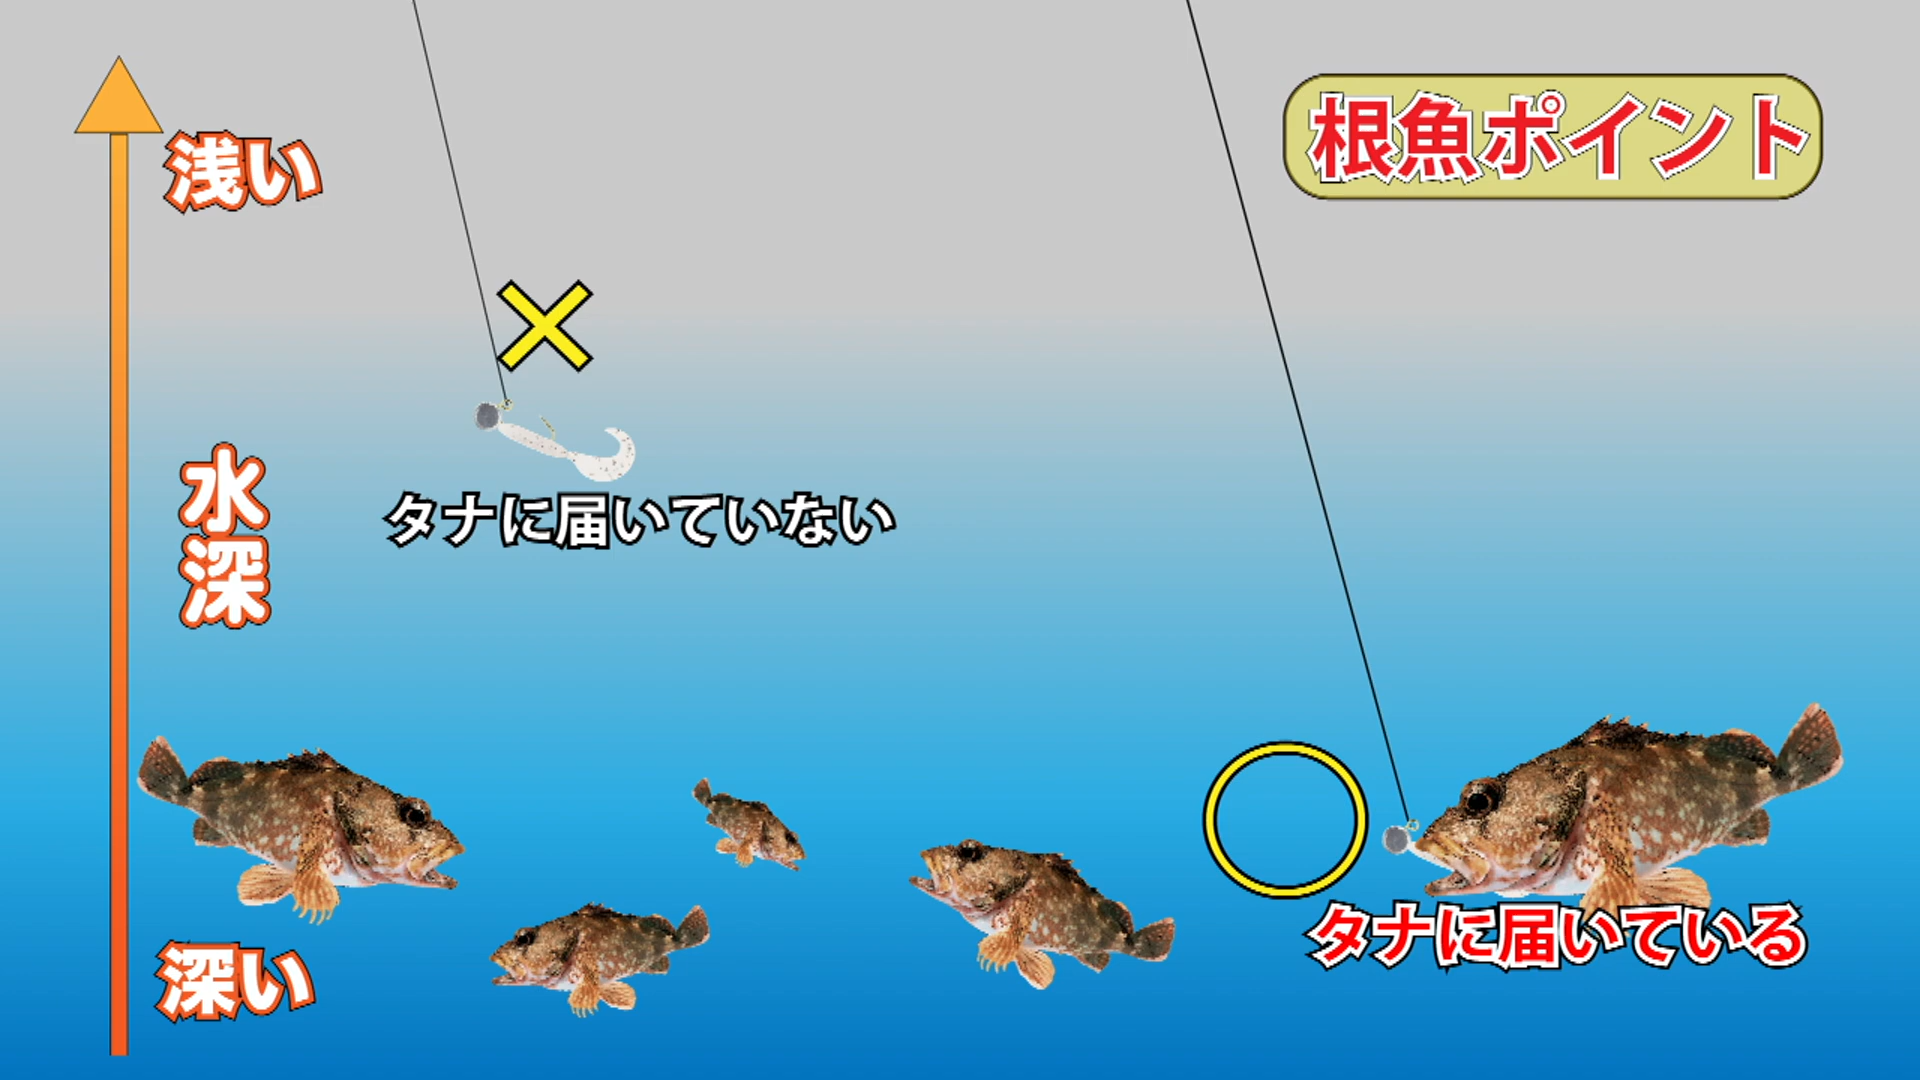 根魚ポイント
浅い
水深
タナに届いていない
タナに届いている
深い